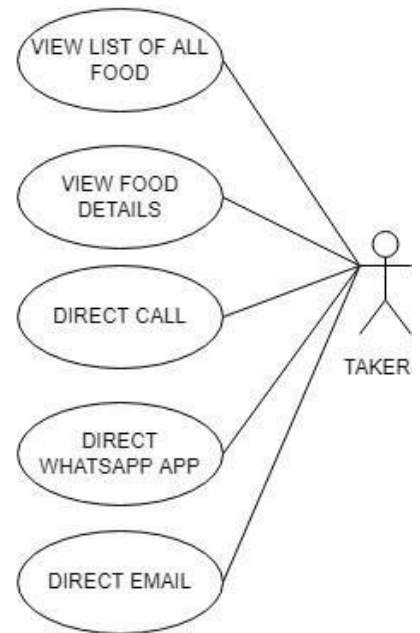 VIEW LIST OF ALL
FOOD
VIEW FOOD
DETAILS
DIRECT CALL
TAKER
DIRECT
WHATSAPP APP
DIRECT EMAIL